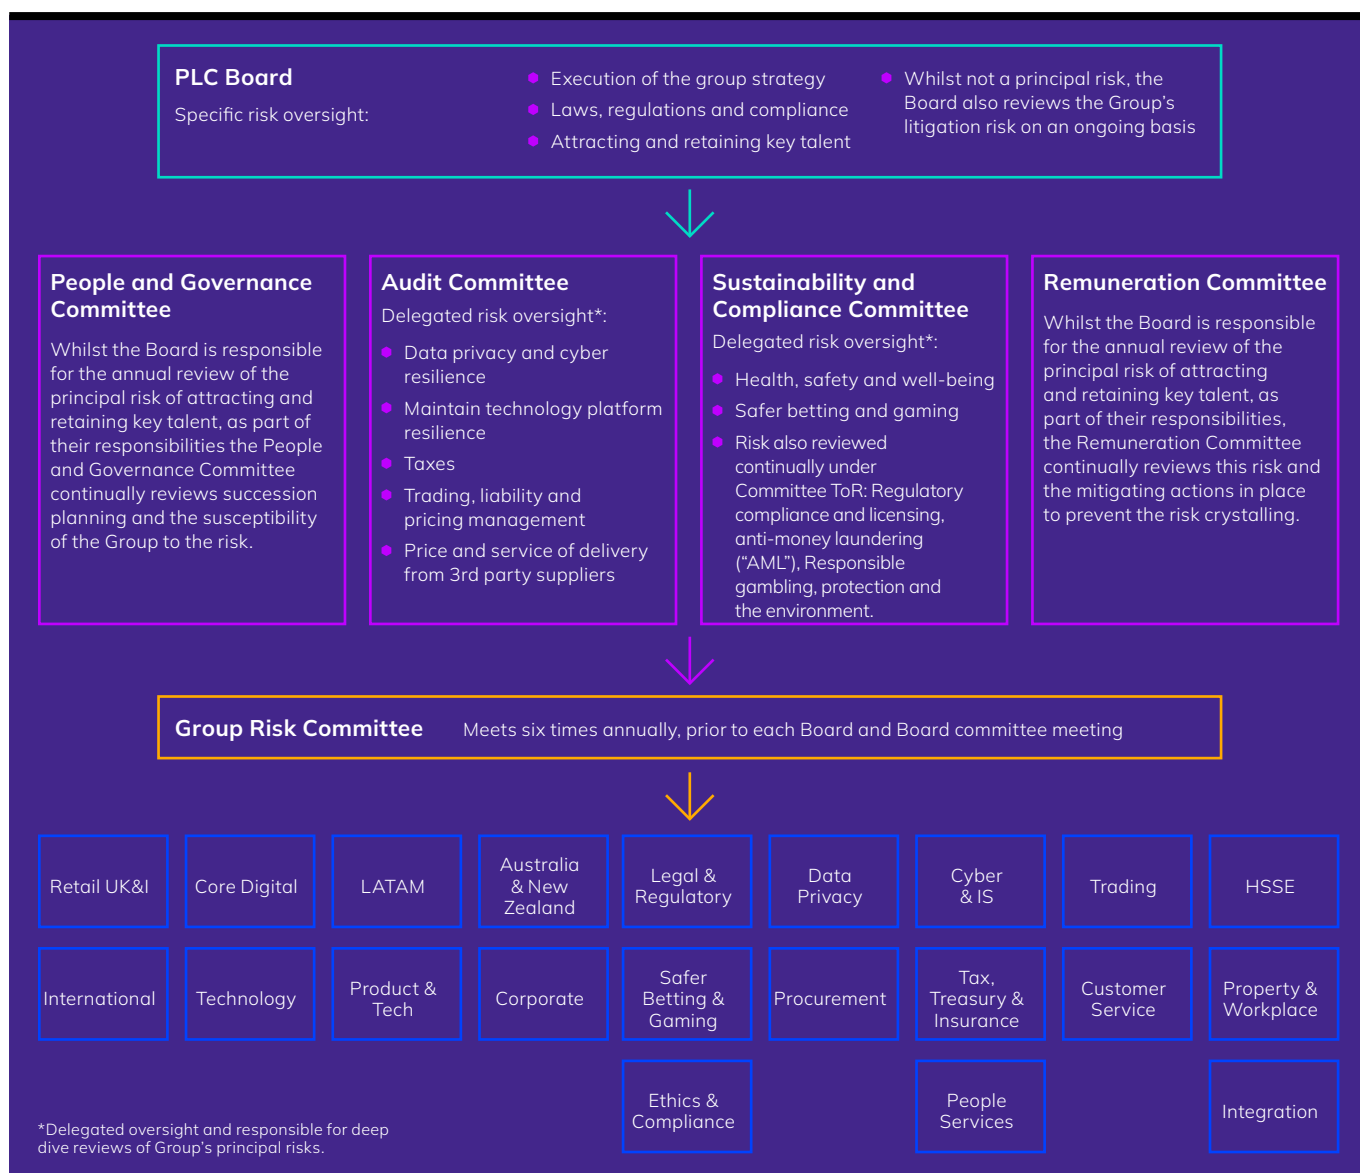 PLC Board
Specific risk oversight:
Execution of the group strategy
Laws, regulations and compliance
Attracting and retaining key talent
Whilst not a principal risk, the
Board also reviews the Group’s
litigation risk on an ongoing basis
People and Governance
Committee
Whilst the Board is responsible
for the annual review of the
principal risk of attracting and
retaining key talent, as part of
their responsibilities the People
and Governance Committee
continually reviews succession
planning and the susceptibility
of the Group to the risk.
Audit Committee
Delegated risk oversight*:
Data privacy and cyber
resilience
Maintain technology platform
resilience
Taxes
Trading, liability and
pricing management
Price and service of delivery
from 3rd party suppliers
Sustainability and
Compliance Committee
Delegated risk oversight*:
Health, safety and well-being
Safer betting and gaming
Risk also reviewed
continually under
Committee ToR: Regulatory
compliance and licensing,
anti-money laundering
(“AML”), Responsible
gambling, protection and
the environment.
Remuneration Committee
Whilst the Board is responsible
for the annual review of the
principal risk of attracting
and retaining key talent, as
part of their responsibilities,
the Remuneration Committee
continually reviews this risk and
the mitigating actions in place
to prevent the risk crystalling.
Group Risk Committee Meets six times annually, prior to each Board and Board committee meeting
Retail UK&I
Core Digital
LATAM
Australia
& New
Zealand
Legal &
Regulatory
Data
Privacy
Cyber
& IS
Trading
HSSE
International
Technology
Product &
Tech
Corporate
Safer
Betting &
Gaming
Procurement
Tax,
Treasury &
Insurance
Customer
Service
Property &
Workplace
Ethics &
Compliance
People
Services
Integration
*Delegated oversight and responsible for deep
dive reviews of Group’s principal risks.